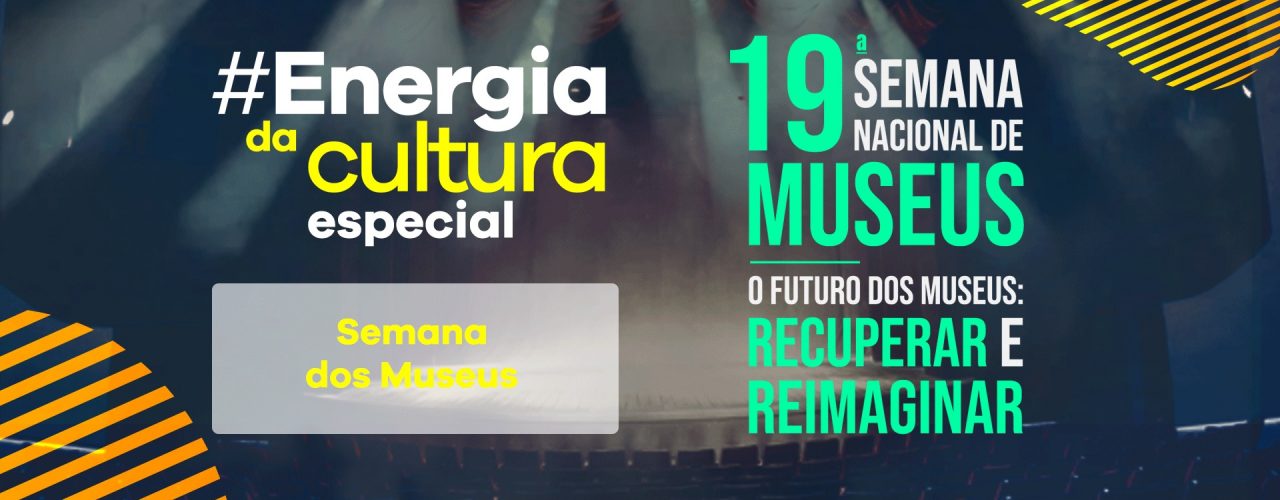 #Energia
da
cultura
especial
Semana
dos Museus
19ª
SEMANA
NACIONAL DE
MUSEUS
O FUTURO DOS MUSEUS:
RECUPERAR E
REIMAGINAR